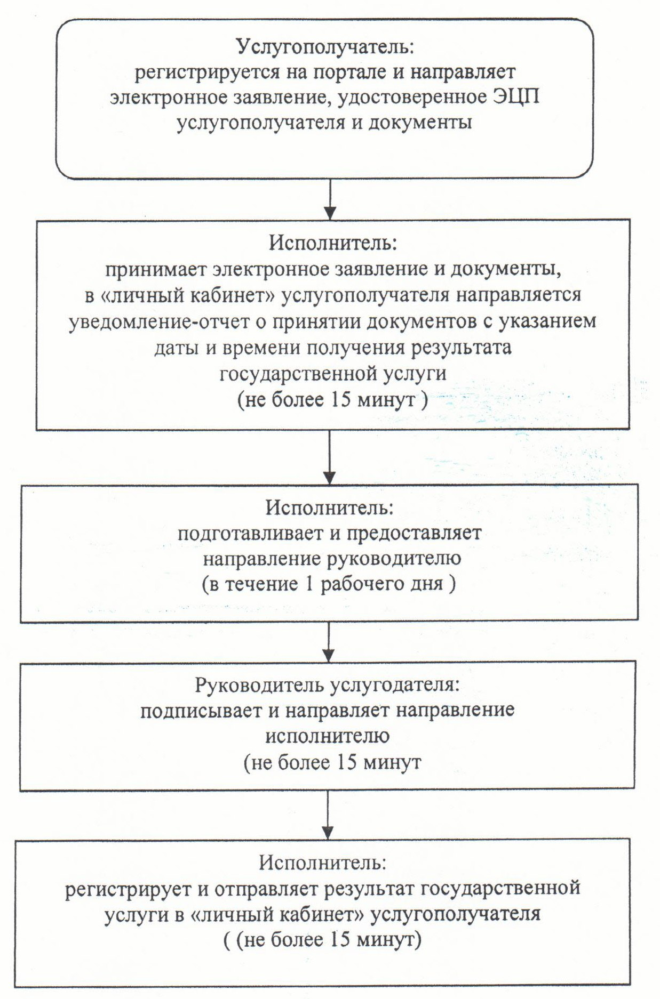 Услугополучатель:
регистрируется на портале и направляет
электронное заявление, удостоверенное ЭЦП
услугополучателя и документы
Исполнитель:
принимает электронное заявление и документы,
в «личный кабинет» услугополучателя направляется
уведомление-отчет о принятии документов с указанием
даты и времени получения результата
государственной услуги
(не более 15 минут )
Исполнитель:
подготавливает и предоставляет
направление руководителю
(в течение 1 рабочего дня )
Руководитель услугодателя:
подписывает и направляет направление
исполнителю
(не более 15 минут
Исполнитель:
регистрирует и отправляет результат государственной
услуги в «личный кабинет» услугополучателя
( (не более 15 минут)